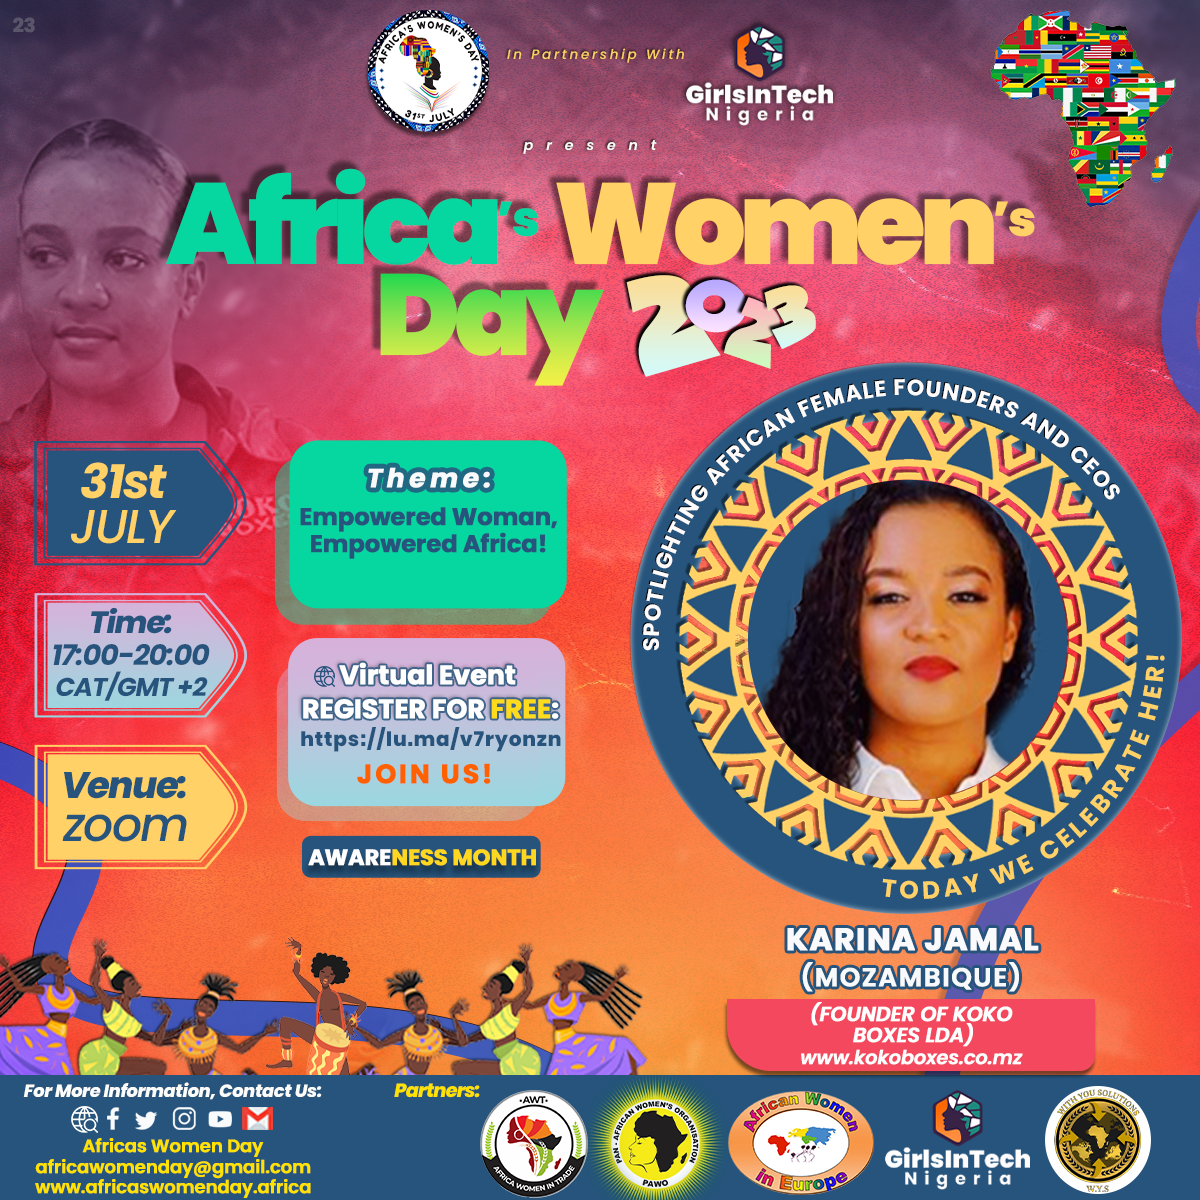 23
AFRICA'S WOMEN'S DAY
31ST JULY
In Partnership With
GirlsInTech
Nigeria
present
Africa's Women's
Day 2023
31st
JULY
Theme:
Empowered Woman,
Empowered Africa!
Time:
17:00-20:00
CAT/GMT +2
Virtual Event
REGISTER FOR FREE:
https://lu.ma/v7ryonzn
JOIN US!
Venue:
zoom
AWARENESS MONTH
SPOTLIGHTING AFRICAN FEMALE FOUNDERS AND CEOS
TODAY WE CELEBRATE HER!
KARINA JAMAL
(MOZAMBIQUE)
(FOUNDER OF KOKO
BOXES LDA)
www.kokoboxes.co.mz
For More Information, Contact Us:
Africas Women Day
africawomenday@gmail.com
www.africaswomenday.africa
Partners:
·AWT·
AFRICA WOMEN IN TRADE
PAN - AFRICAN WOMEN'S ORGANISATION
PAWO
African Women
in Europe
GirlsInTech
Nigeria
WITH YOU SOLUTIONS
W.Y.S